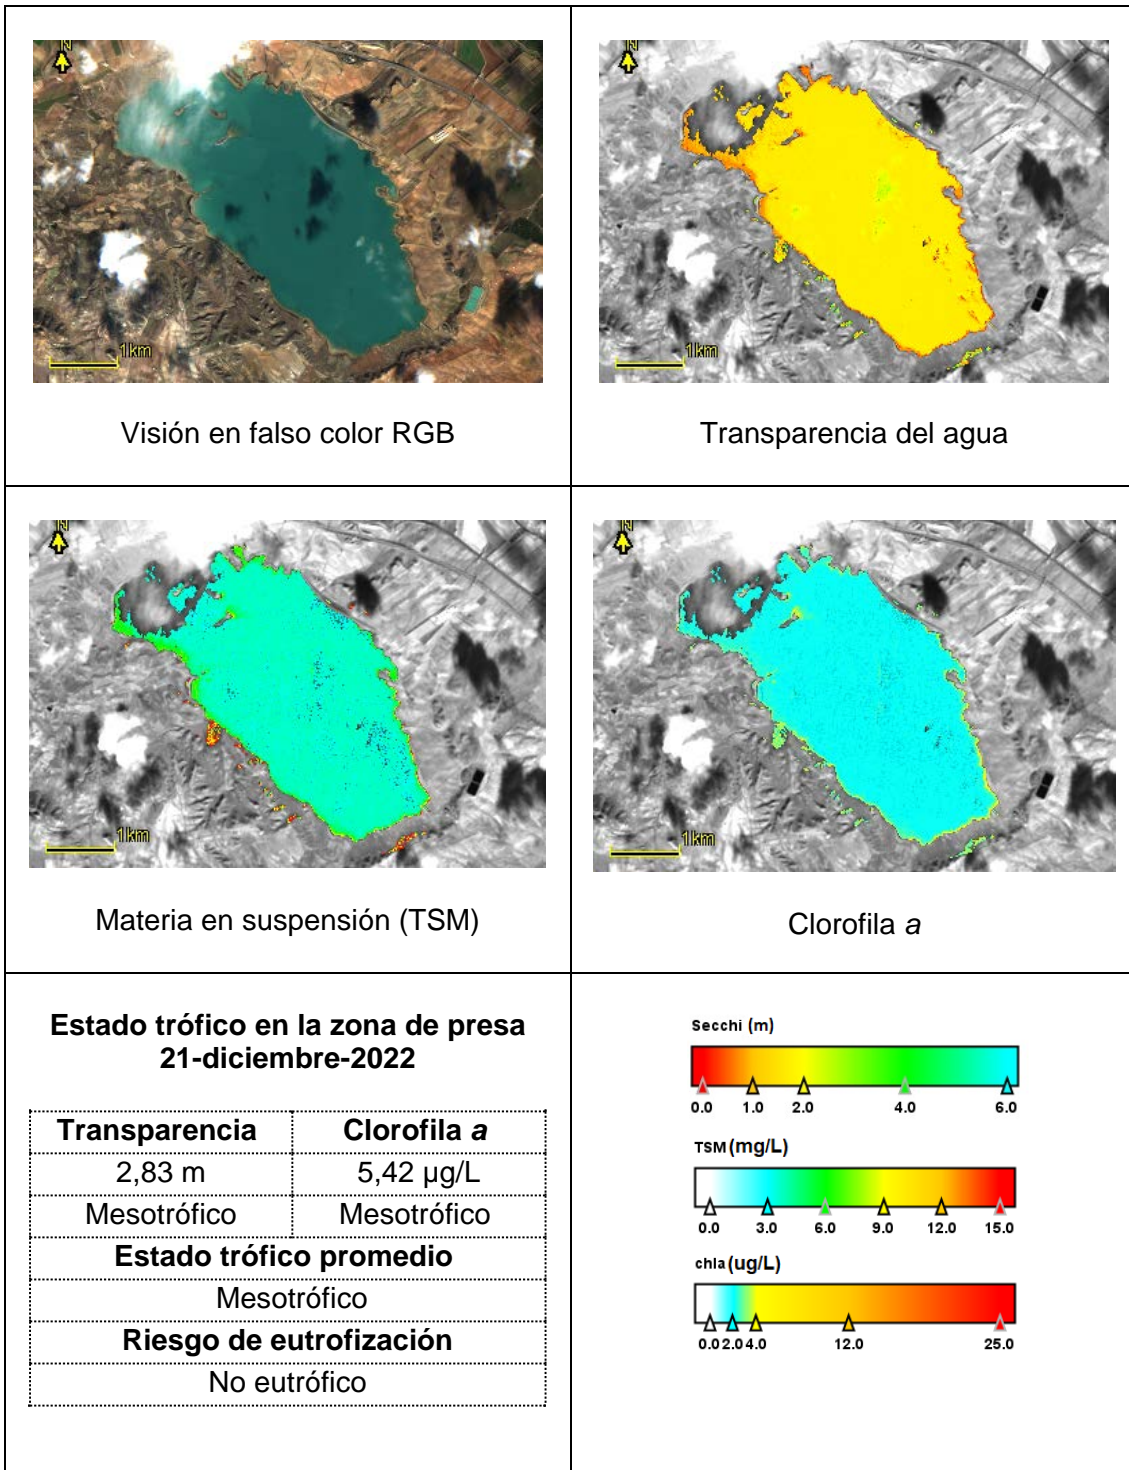 N
1km
Visión en falso color RGB
N
1km
Transparencia del agua
N
1km
Materia en suspensión (TSM)
N
1km
Clorofila a
Estado trófico en la zona de presa
21-diciembre-2022
Transparencia Clorofila a
2,83 m 5,42 µg/L
Mesotrófico Mesotrófico
Estado trófico promedio
Mesotrófico
Riesgo de eutrofización
No eutrófico
Secchi (m)
0.0 1.0 2.0 4.0 6.0
TSM (mg/L)
0.0 3.0 6.0 9.0 12.0 15.0
chla (ug/L)
0.0 2.0 4.0 12.0 25.0